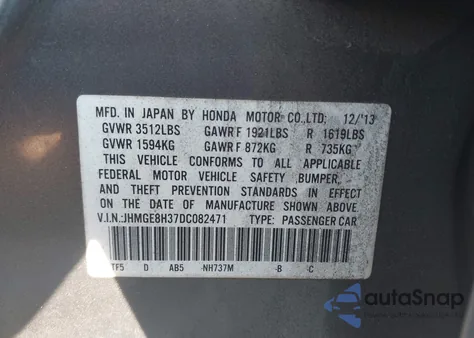 MFD. IN JAPAN BY HONDA MOTOR CO.,LTD. 12/'13
GVWR 3512LBS GAWR F 1921LBS R 1619LBS
GVWR 1594KG GAWR F 872KG R 735KG
THIS VEHICLE CONFORMS TO ALL APPLICABLE
FEDERAL MOTOR VEHICLE SAFETY ,BUMPER,
AND THEFT PREVENTION STANDARDS IN EFFECT
ON THE DATE OF MANUFACTURE SHOWN ABOVE.
V.I.N.:JHMGE8H37DC082471 TYPE: PASSENGER CAR
TF5 D AB5 NH737M -B C
autoSnap